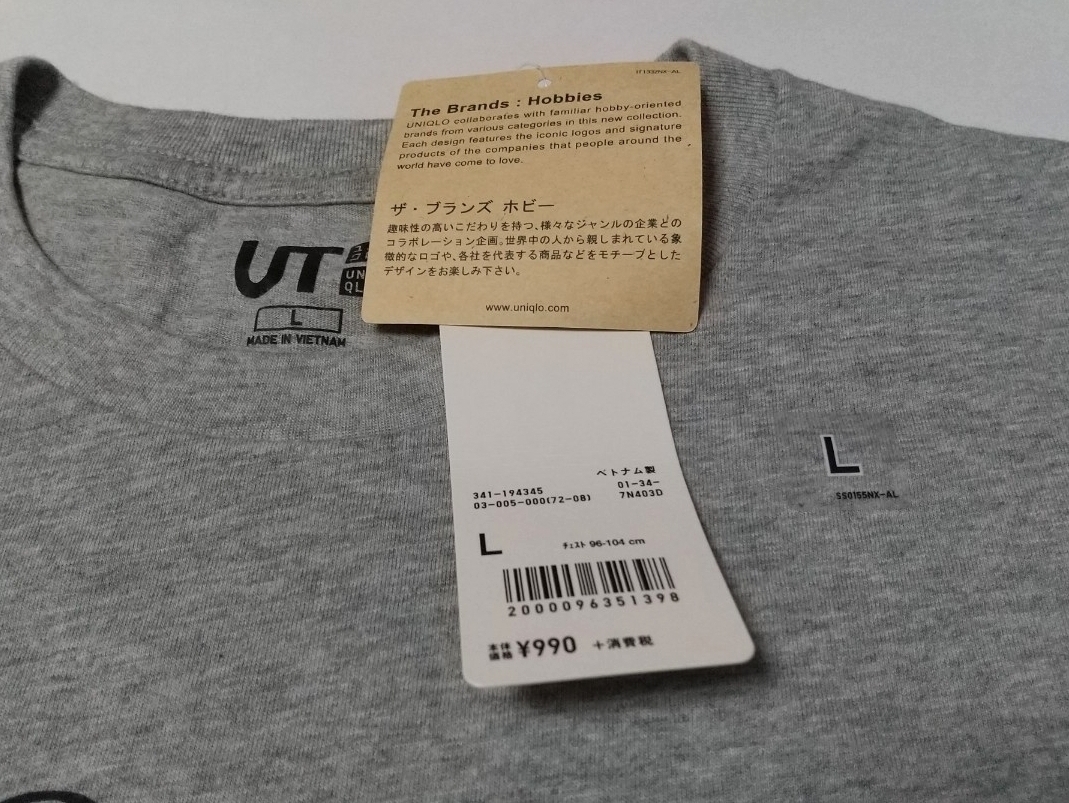 IT1332NX-AL
The Brands : Hobbies
UNIQLO collaborates with familiar hobby-oriented
brands from various categories in this new collection.
Each design features the iconic logos and signature
products of the companies that people around the
world have come to love.
ザ・ブランズ ホビー
趣味性の高いこだわりを持つ、様々なジャンルの企業との
コラボレーション企画。世界中の人から親しまれている象
徴的なロゴや、各社を代表する商品などをモチーフとした
デザインをお楽しみ下さい。
www.uniqlo.com
UT
UN
QL
L
MADE IN VIETNAM
ベトナム製
341-194345 01-34-
03-005-000(72-08) 7N403D
L チェスト 96-104 cm
2000096351398
本体価格 ¥990 +消費税
L
SS0155NX-AL